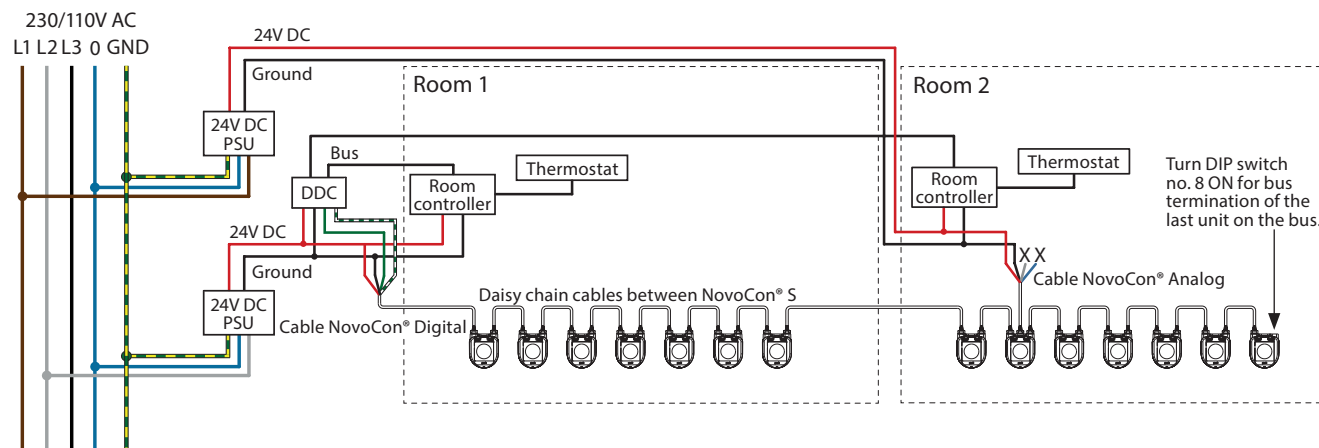 230/110V AC
L1 L2 L3 0 GND
24V DC
Ground
24V DC
PSU
Room 1
Room 2
Bus
DDC
Room
controller
Thermostat
Room
controller
Thermostat
Turn DIP switch
no. 8 ON for bus
termination of the
last unit on the bus.
24V DC
Ground
24V DC
PSU
X X
Cable NovoCon® Analog
Daisy chain cables between NovoCon® S
Cable NovoCon® Digital